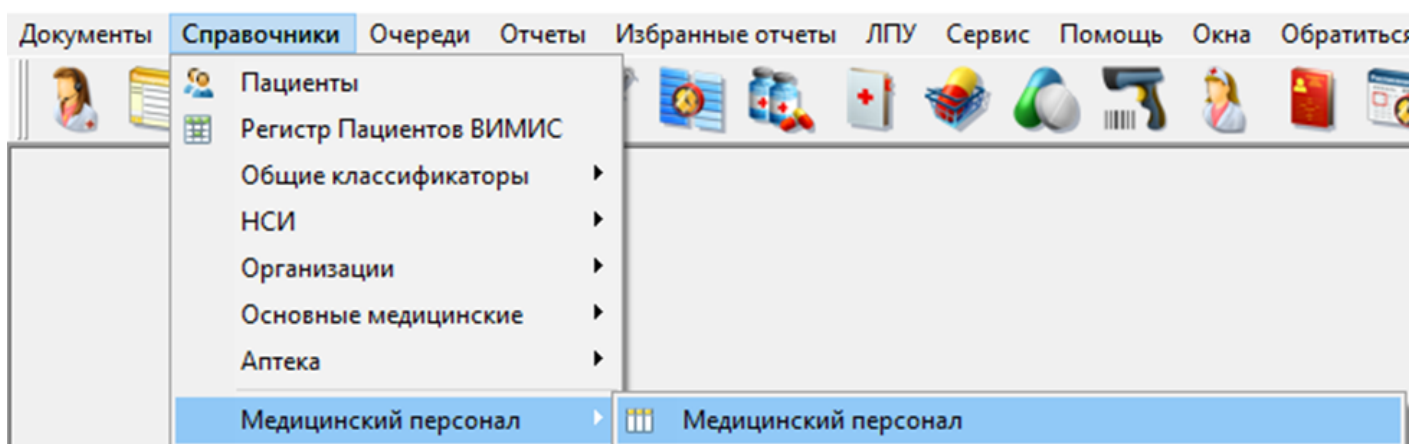 Документы Справочники Очереди Отчеты Избранные отчеты ЛПУ Сервис Помощь Окна Обратиться
Пациенты
Регистр Пациентов ВИМИС
Общие классификаторы
НСИ
Организации
Основные медицинские
Аптека
Медицинский персонал Медицинский персонал